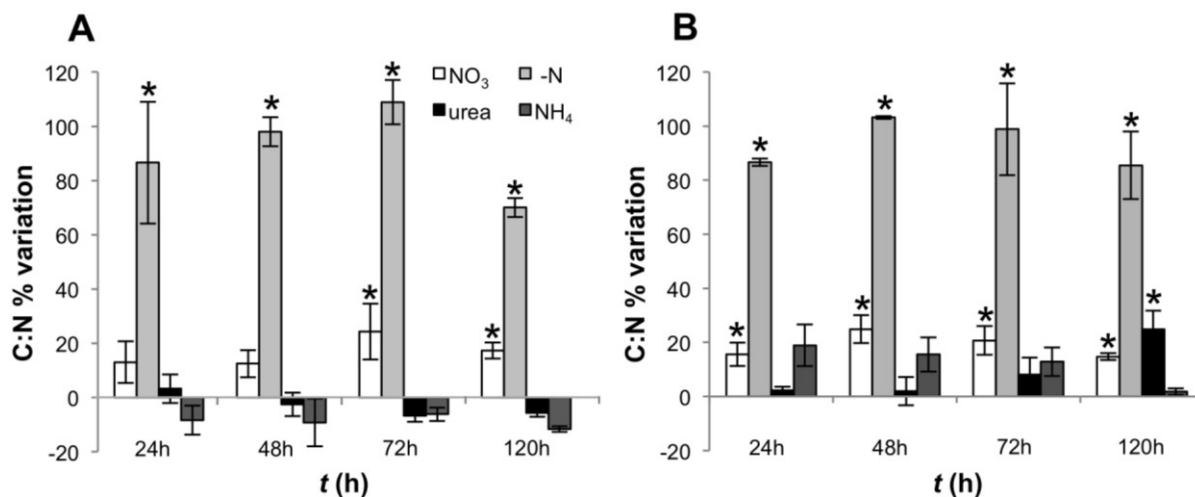 A
C:N % variation
120
100
80
60
40
20
0
-20
NO₃
-N
urea
NH₄
* * * *
* *
24h 48h 72h 120h
t (h)
B
C:N % variation
120
100
80
60
40
20
0
-20
* * * *
* * * * *
24h 48h 72h 120h
t (h)